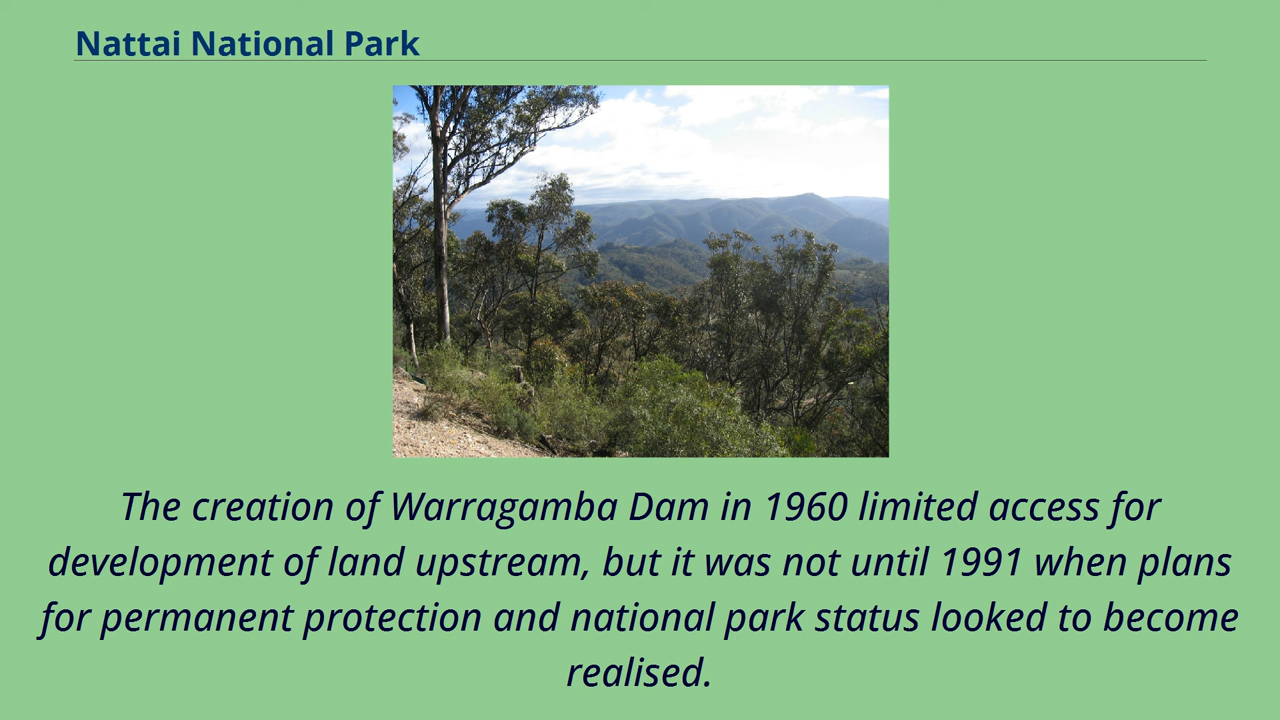 Nattai National Park
The creation of Warragamba Dam in 1960 limited access for
development of land upstream, but it was not until 1991 when plans
for permanent protection and national park status looked to become
realised.